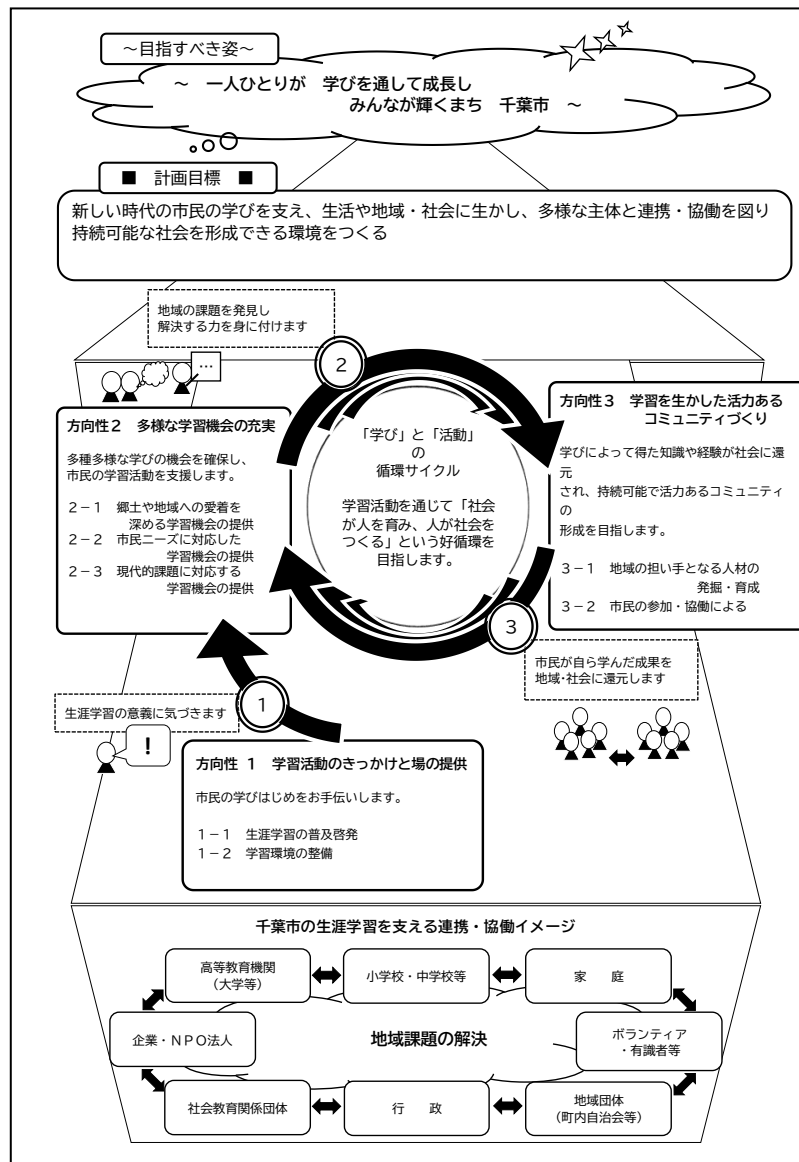 ～目指すべき姿～
～　一人ひとりが　学びを通して成長し
みんなが輝くまち　千葉市　～
■　計画目標　■
新しい時代の市民の学びを支え、生活や地域・社会に生かし、多様な主体と連携・協働を図り
持続可能な社会を形成できる環境をつくる
地域の課題を発見し
解決する力を身に付けます
…
2
方向性２　多様な学習機会の充実
多種多様な学びの機会を確保し、
市民の学習活動を支援します。
２－１　郷土や地域への愛着を
深める学習機会の提供
２－２　市民ニーズに対応した
学習機会の提供
２－３　現代的課題に対応する
学習機会の提供
「学び」と「活動」
の
循環サイクル
学習活動を通じて「社会
が人を育み、人が社会を
つくる」という好循環を
目指します。
方向性３　学習を生かした活力ある
コミュニティづくり
学びによって得た知識や経験が社会に還
元
され、持続可能で活力あるコミュニティ
の
形成を目指します。
３－１　地域の担い手となる人材の
発掘・育成
３－２　市民の参加・協働による
3
市民が自ら学んだ成果を
地域・社会に還元します
1
生涯学習の意義に気づきます
！
方向性　１　学習活動のきっかけと場の提供
市民の学びはじめをお手伝いします。
１－１　生涯学習の普及啓発
１－２　学習環境の整備
千葉市の生涯学習を支える連携・協働イメージ
高等教育機関
（大学等）
小学校・中学校等
家　　庭
企業・ＮＰＯ法人
地域課題の解決
ボランティア
・有識者等
社会教育関係団体
行　　政
地域団体
（町内自治会等）